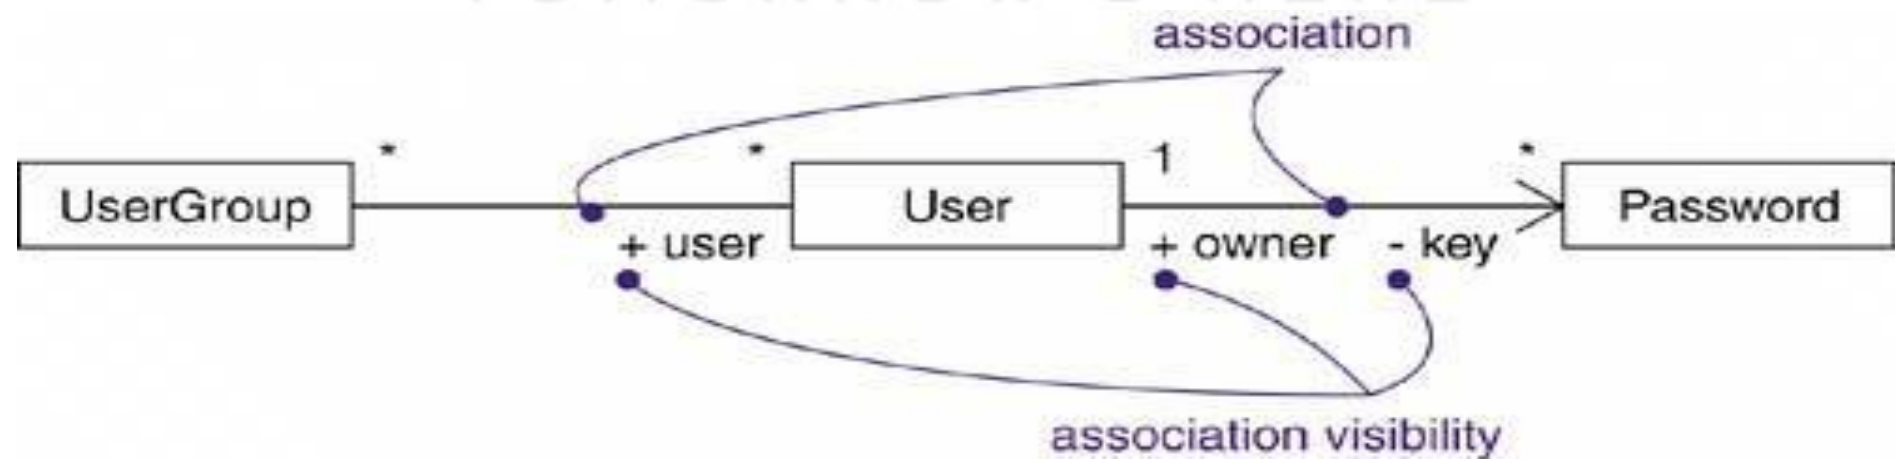 association
* * 1 *
UserGroup User Password
+ user + owner - key
association visibility